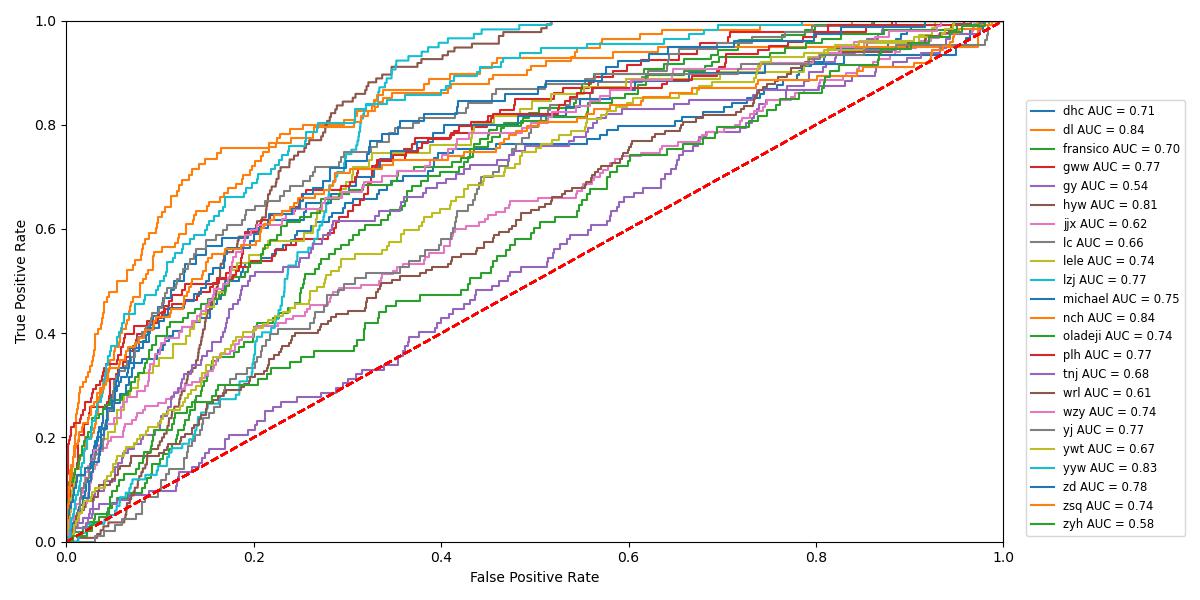 1.0
0.8
0.6
0.4
0.2
0.0
True Positive Rate
0.0 0.2 0.4 0.6 0.8 1.0
False Positive Rate
dhc AUC = 0.71
dl AUC = 0.84
fransico AUC = 0.70
gww AUC = 0.77
gy AUC = 0.54
hyw AUC = 0.81
jjx AUC = 0.62
lc AUC = 0.66
lele AUC = 0.74
lzj AUC = 0.77
michael AUC = 0.75
nch AUC = 0.84
oladeji AUC = 0.74
plh AUC = 0.77
tnj AUC = 0.68
wrl AUC = 0.61
wzy AUC = 0.74
yj AUC = 0.77
ywt AUC = 0.67
yyw AUC = 0.83
zd AUC = 0.78
zsq AUC = 0.74
zyh AUC = 0.58